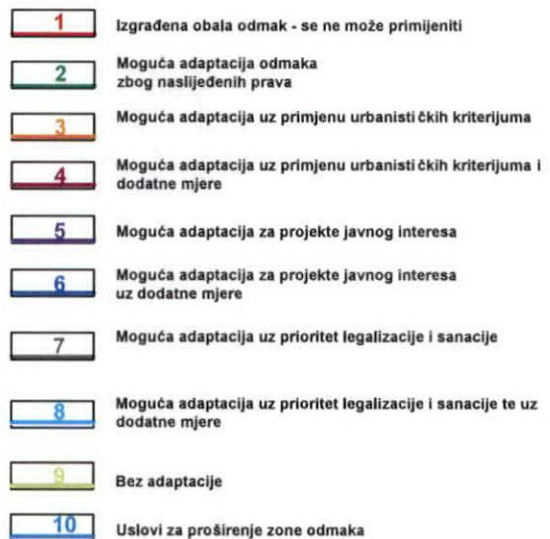 1 Izgrađena obala odmak - se ne može primijeniti
2 Moguća adaptacija odmaka
zbog naslijeđenih prava
3 Moguća adaptacija uz primjenu urbanističkih kriterijuma
4 Moguća adaptacija uz primjenu urbanističkih kriterijuma i
dodatne mjere
5 Moguća adaptacija za projekte javnog interesa
6 Moguća adaptacija za projekte javnog interesa
uz dodatne mjere
7 Moguća adaptacija uz prioritet legalizacije i sanacije
8 Moguća adaptacija uz prioritet legalizacije i sanacije te uz
dodatne mjere
9 Bez adaptacije
10 Uslovi za proširenje zone odmaka